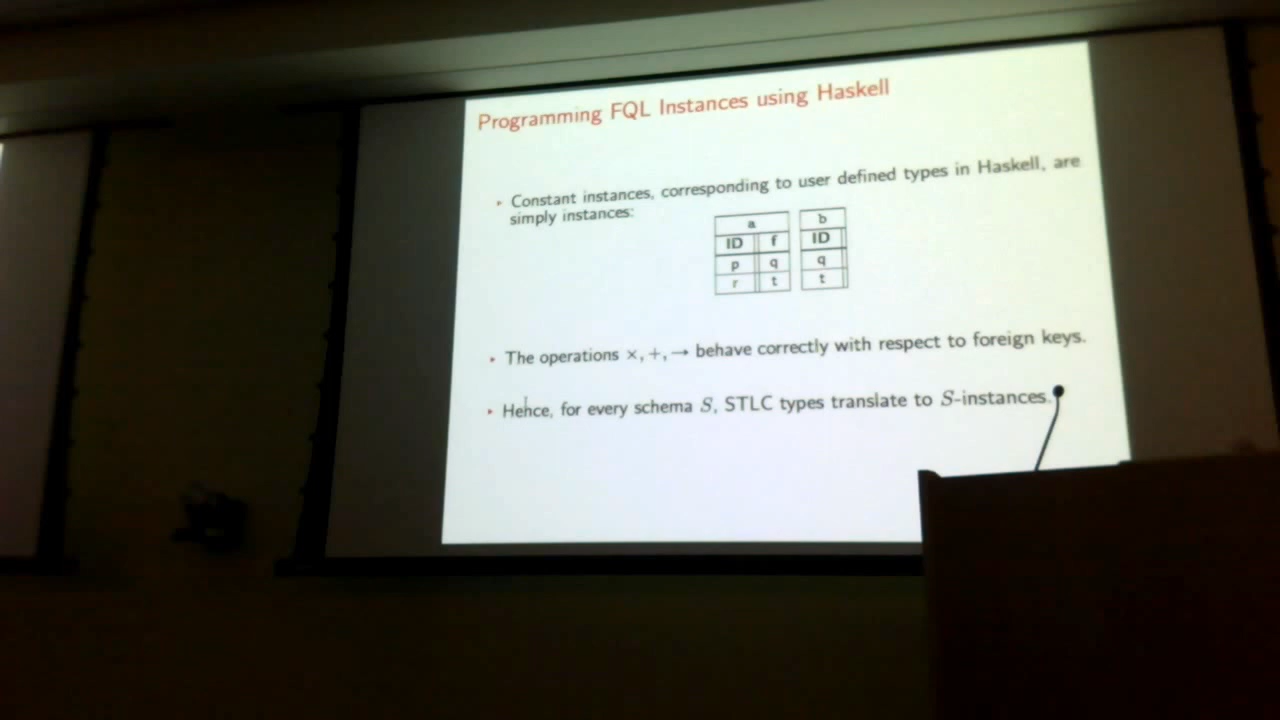 Programming FQL Instances using Haskell
▸ Constant instances, corresponding to user defined types in Haskell, are
simply instances:
a
ID f
p q
r t
b
ID
q
t
▸ The operations ×, +, → behave correctly with respect to foreign keys.
▸ Hence, for every schema S, STLC types translate to S-instances.